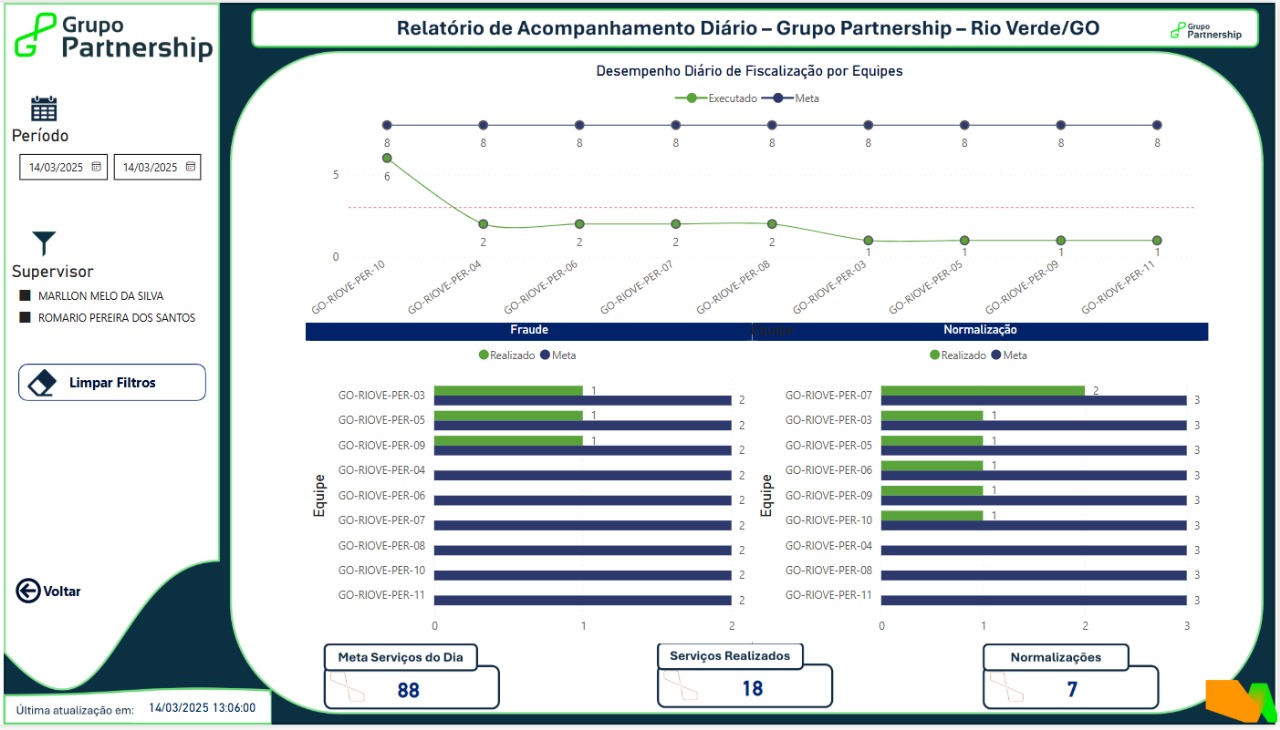 Grupo
Partnership
Relatório de Acompanhamento Diário – Grupo Partnership – Rio Verde/GO
Grupo
Partnership
Período
14/03/2025 14/03/2025
Supervisor
MARLLON MELO DA SILVA
ROMARIO PEREIRA DOS SANTOS
Limpar Filtros
Voltar
Última atualização em: 14/03/2025 13:06:00
Desempenho Diário de Fiscalização por Equipes
Executado Meta
8 8 8 8 8 8 8 8 8
5
6
2 2 2 2
1 1 1 1
0
GO-RIOVE-PER-10 GO-RIOVE-PER-04 GO-RIOVE-PER-06 GO-RIOVE-PER-07 GO-RIOVE-PER-08 GO-RIOVE-PER-03 GO-RIOVE-PER-05 GO-RIOVE-PER-09 GO-RIOVE-PER-11
Fraude
Realizado Meta
Equipe
GO-RIOVE-PER-03 1 2
GO-RIOVE-PER-05 1 2
GO-RIOVE-PER-09 1 2
GO-RIOVE-PER-04 2
GO-RIOVE-PER-06 2
GO-RIOVE-PER-07 2
GO-RIOVE-PER-08 2
GO-RIOVE-PER-10 2
GO-RIOVE-PER-11 2
0 1 2
Equipe
Normalização
Realizado Meta
Equipe
GO-RIOVE-PER-07 2 3
GO-RIOVE-PER-03 1 3
GO-RIOVE-PER-05 1 3
GO-RIOVE-PER-06 1 3
GO-RIOVE-PER-09 1 3
GO-RIOVE-PER-10 1 3
GO-RIOVE-PER-04 3
GO-RIOVE-PER-08 3
GO-RIOVE-PER-11 3
0 1 2 3
Meta Serviços do Dia
88
Serviços Realizados
18
Normalizações
7